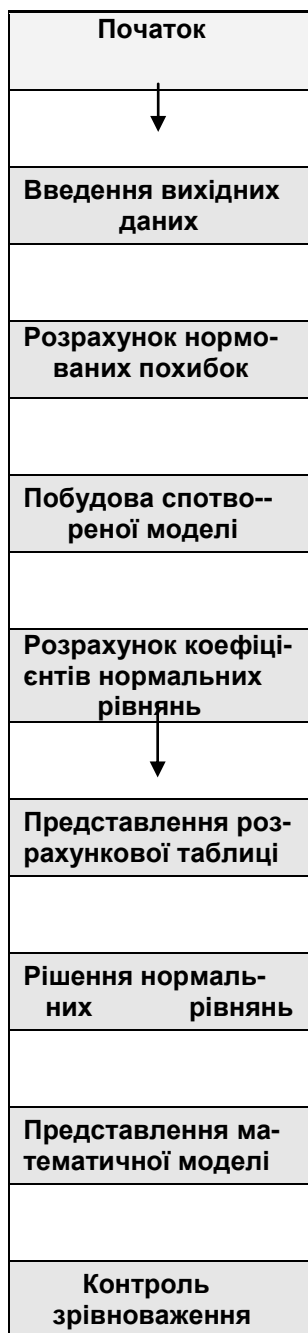 Початок
Введення вихідних
даних
Розрахунок нормо-
ваних похибок
Побудова спотво--
реної моделі
Розрахунок коефіці-
єнтів нормальних
рівнянь
Представлення роз-
рахункової таблиці
Рішення нормаль-
них рівнянь
Представлення ма-
тематичної моделі
Контроль
зрівноваження